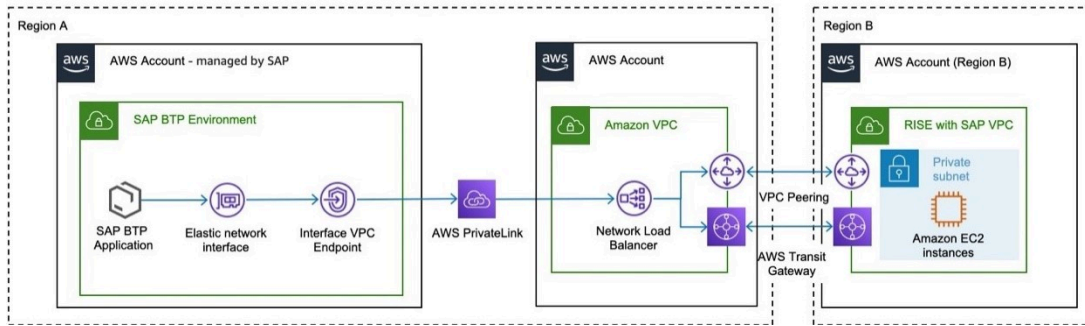 Region A
Region B
aws
AWS Account - managed by SAP
aws
AWS Account
aws
AWS Account (Region B)
SAP BTP Environment
Amazon VPC
RISE with SAP VPC
Private
subnet
SAP BTP
Application
Elastic network
interface
Interface VPC
Endpoint
AWS PrivateLink
Network Load
Balancer
VPC Peering
AWS Transit
Gateway
Amazon EC2
instances